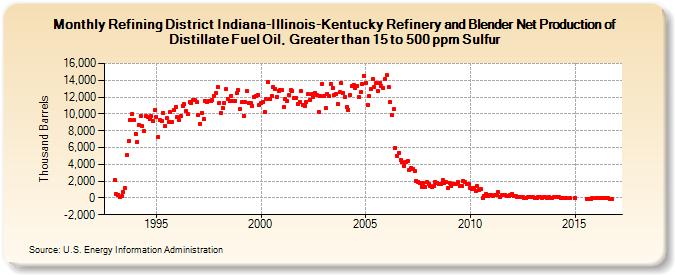 Monthly Refining District Indiana-Illinois-Kentucky Refinery and Blender Net Production of
Distillate Fuel Oil, Greater than 15 to 500 ppm Sulfur
Thousand Barrels
16,000
14,000
12,000
10,000
8,000
6,000
4,000
2,000
0
-2,000
1995 2000 2005 2010 2015
Source: U.S. Energy Information Administration